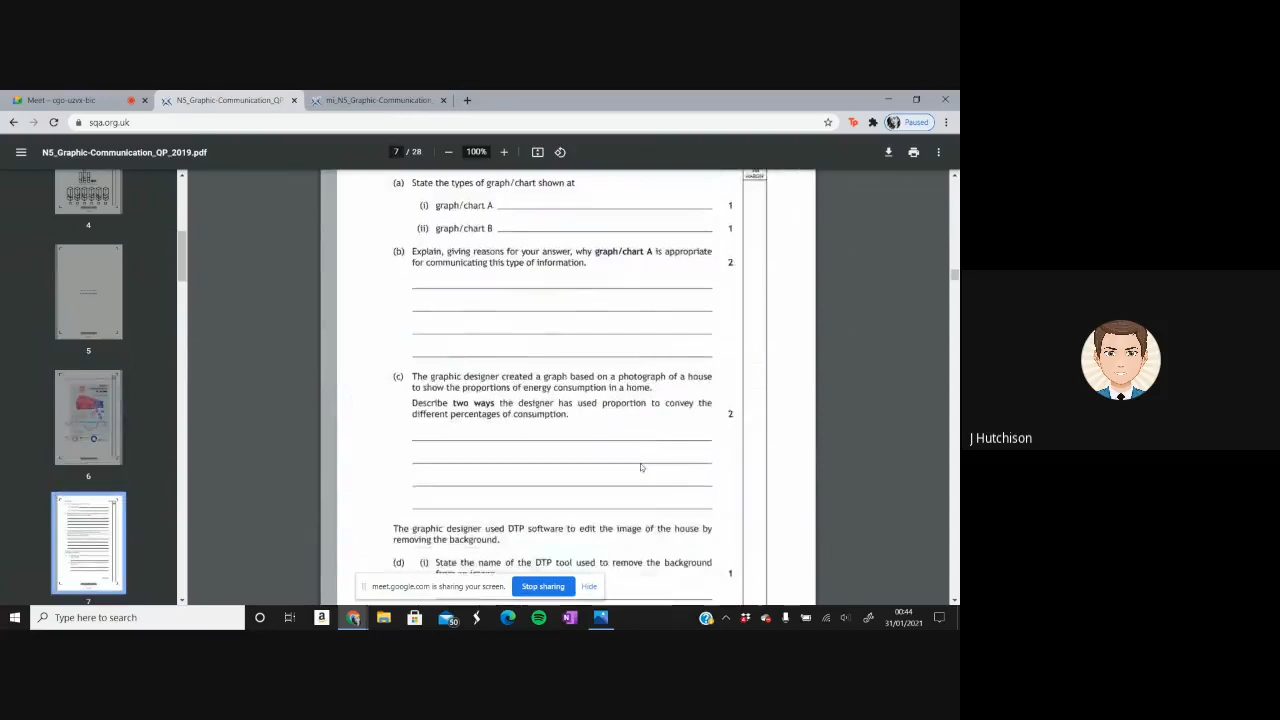 Meet – cgo-uzvx-bic
N5_Graphic-Communication_QP
mi_N5_Graphic-Communication_
sqa.org.uk
Paused
N5_Graphic-Communication_QP_2019.pdf
7 / 28
100%
4
5
6
7
MARGIN
(a) State the types of graph/chart shown at
(i) graph/chart A 1
(ii) graph/chart B 1
(b) Explain, giving reasons for your answer, why graph/chart A is appropriate
for communicating this type of information. 2
(c) The graphic designer created a graph based on a photograph of a house
to show the proportions of energy consumption in a home.
Describe two ways the designer has used proportion to convey the
different percentages of consumption. 2
The graphic designer used DTP software to edit the image of the house by
removing the background.
(d) (i) State the name of the DTP tool used to remove the background
1
meet.google.com is sharing your screen. Stop sharing Hide
J Hutchison
Type here to search
a
50
00:44
31/01/2021